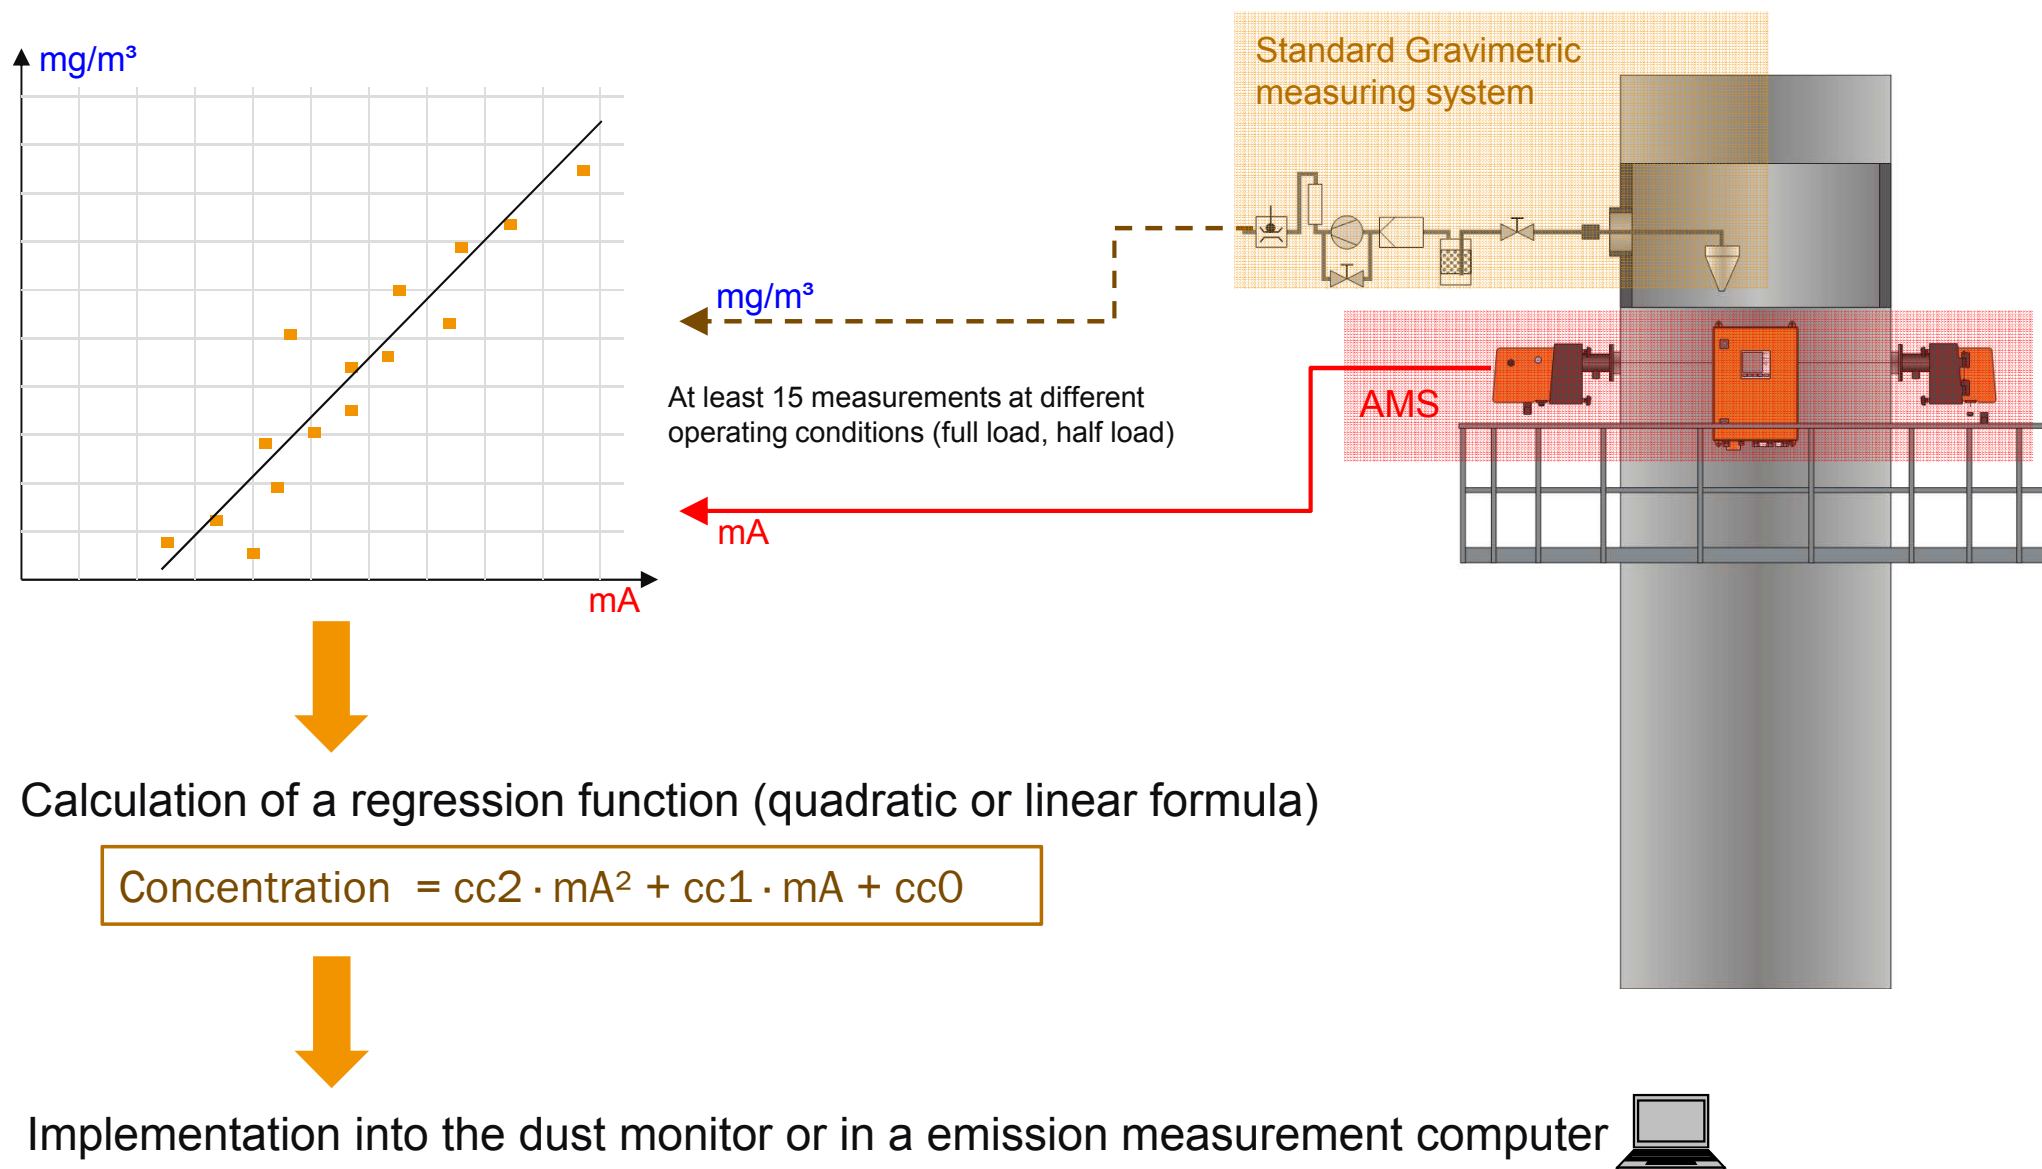 mg/m³
Standard Gravimetric
measuring system
mg/m³
At least 15 measurements at different
operating conditions (full load, half load)
AMS
mA
mA
Calculation of a regression function (quadratic or linear formula)
Concentration = cc2 · mA² + cc1 · mA + cc0
Implementation into the dust monitor or in a emission measurement computer